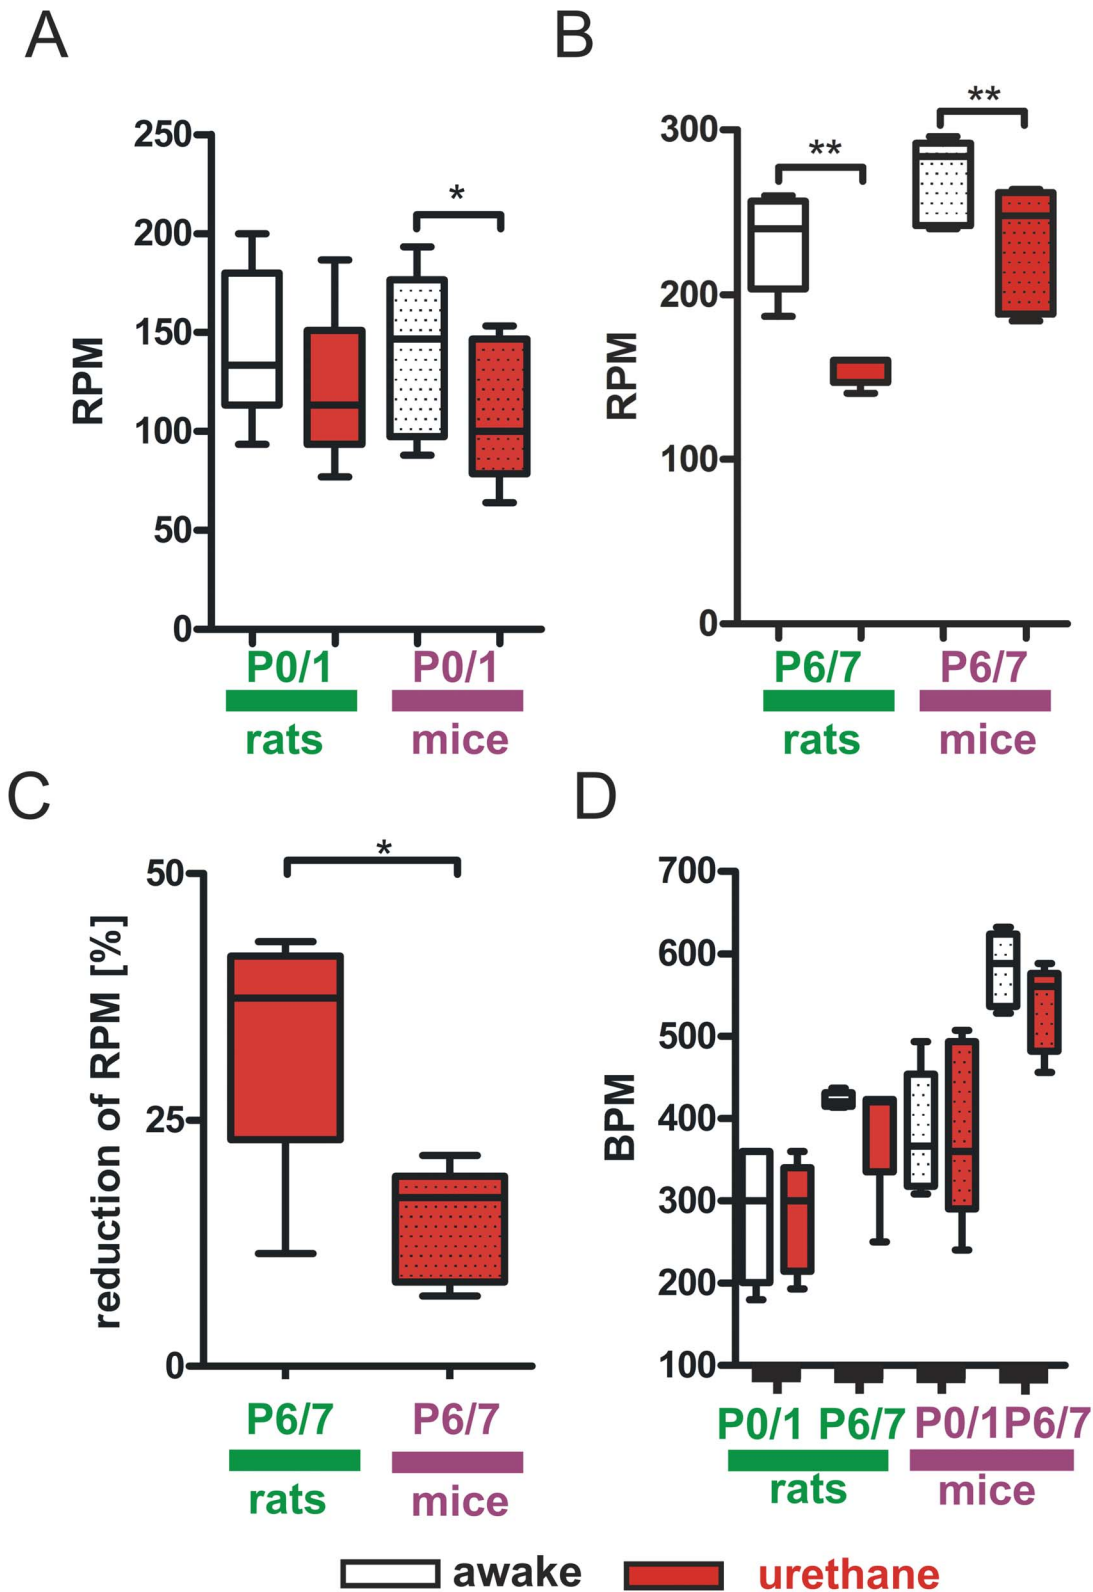 A
250
200
150
100
50
0
RPM
*
P0/1
P0/1
rats
mice
B
300
200
100
0
RPM
**
**
P6/7
P6/7
rats
mice
C
50
25
0
reduction of RPM [%]
*
P6/7
P6/7
rats
mice
D
700
600
500
400
300
200
100
BPM
P0/1 P6/7 P0/1 P6/7
rats
mice
awake
urethane